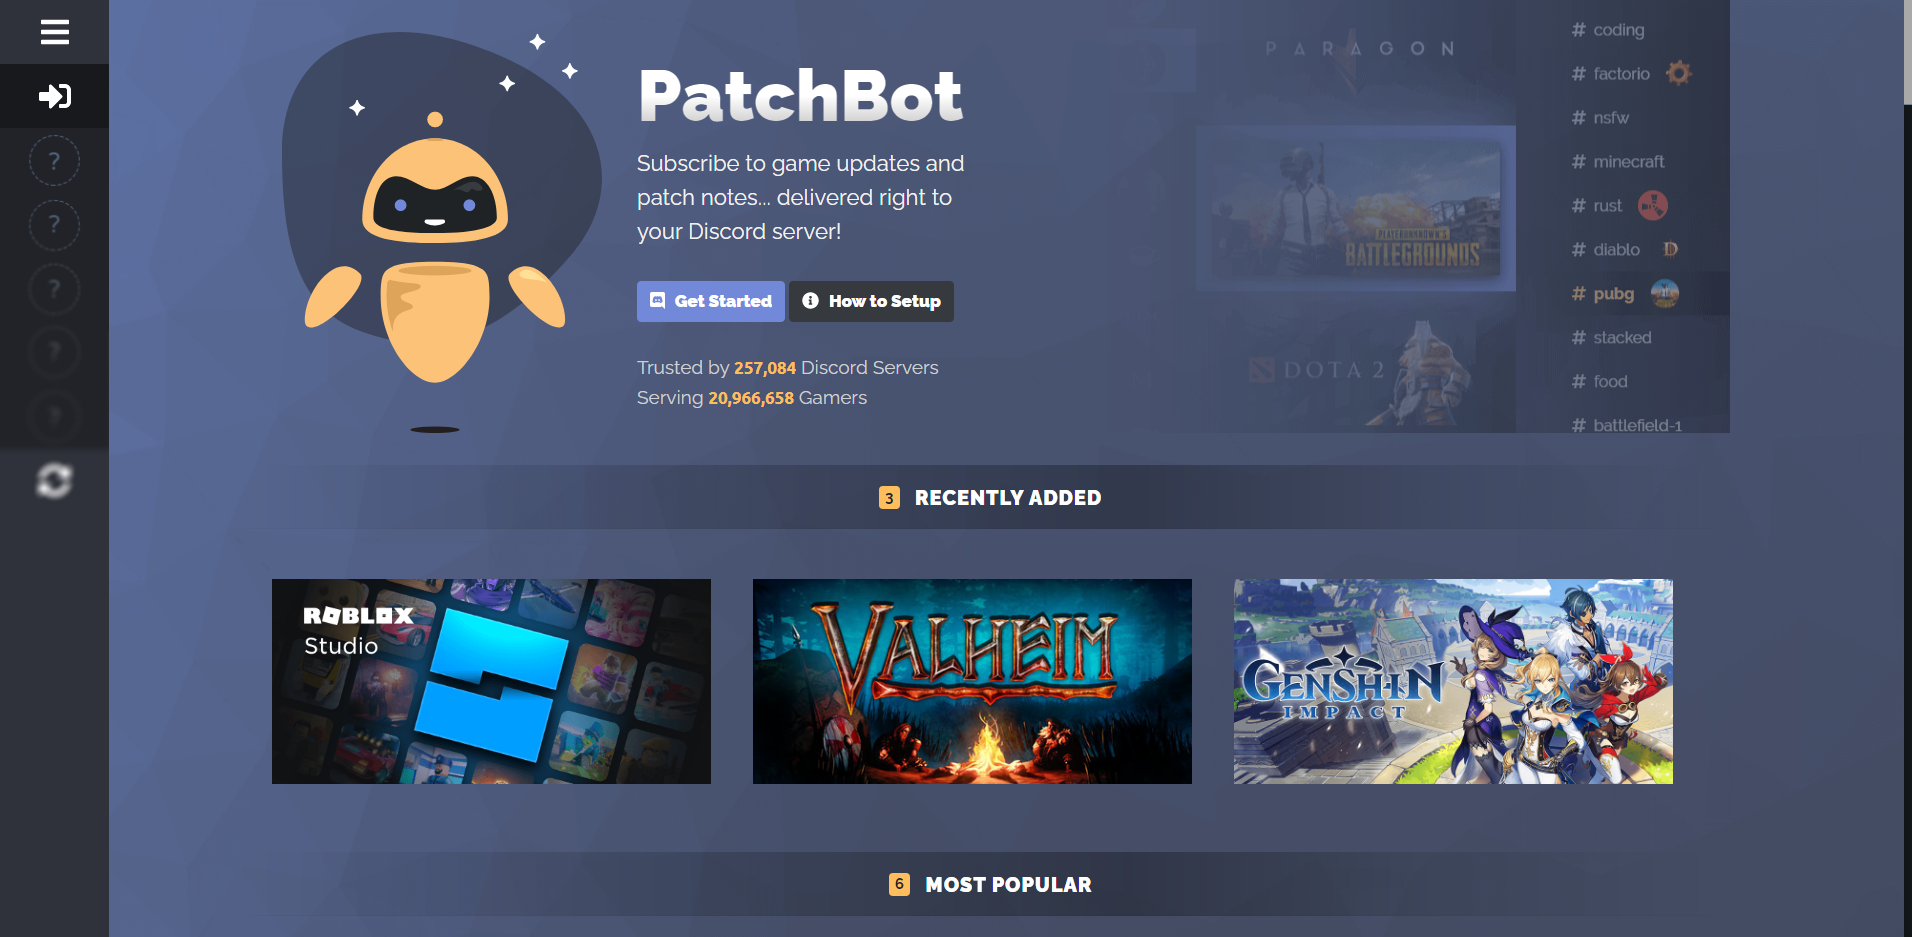 PatchBot
Subscribe to game updates and
patch notes... delivered right to
your Discord server!
Get Started
How to Setup
Trusted by 257,084 Discord Servers
Serving 20,966,658 Gamers
PARAGON
PLAYERUNKNOWN'S
BATTLEGROUNDS
DOTA 2
# coding
# factorio
# nsfw
# minecraft
# rust
# diablo
# pubg
# stacked
# food
# battlefield-1
?
?
?
?
?
3 RECENTLY ADDED
ROBLOX
Studio
VALHEIM
GENSHIN
IMPACT
6 MOST POPULAR